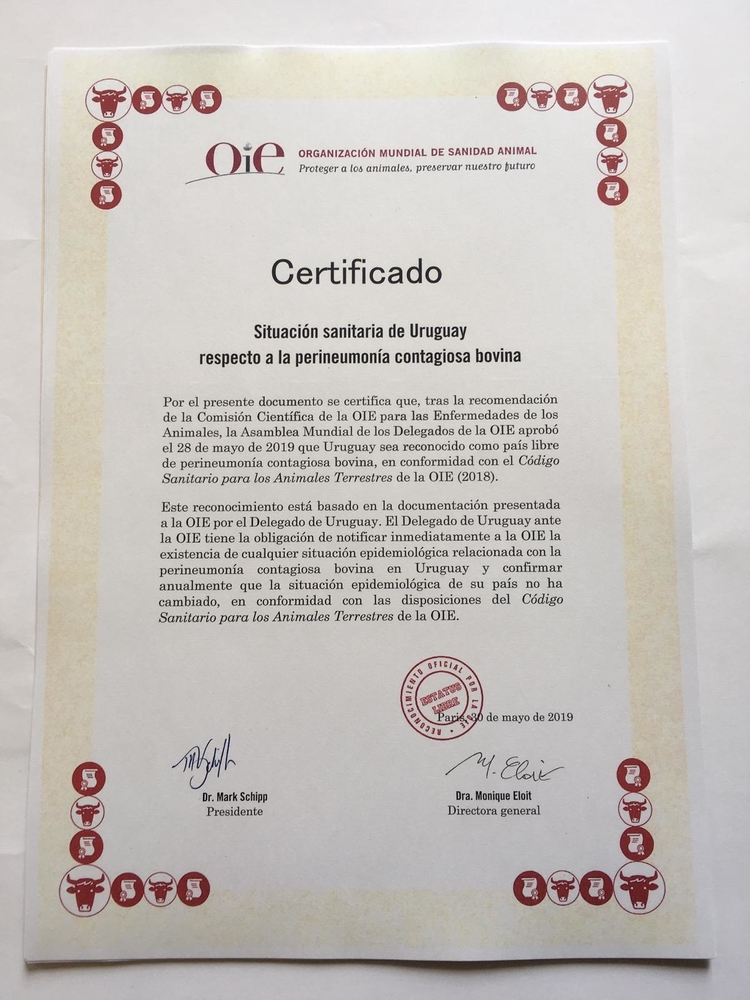 OiE
ORGANIZACIÓN MUNDIAL DE SANIDAD ANIMAL
Proteger a los animales, preservar nuestro futuro
Certificado
Situación sanitaria de Uruguay
respecto a la perineumonía contagiosa bovina
Por el presente documento se certifica que, tras la recomendación
de la Comisión Científica de la OIE para las Enfermedades de los
Animales, la Asamblea Mundial de los Delegados de la OIE aprobó
el 28 de mayo de 2019 que Uruguay sea reconocido como país libre
de perineumonía contagiosa bovina, en conformidad con el Código
Sanitario para los Animales Terrestres de la OIE (2018).
Este reconocimiento está basado en la documentación presentada
a la OIE por el Delegado de Uruguay. El Delegado de Uruguay ante
la OIE tiene la obligación de notificar inmediatamente a la OIE la
existencia de cualquier situación epidemiológica relacionada con la
perineumonía contagiosa bovina en Uruguay y confirmar
anualmente que la situación epidemiológica de su país no ha
cambiado, en conformidad con las disposiciones del Código
Sanitario para los Animales Terrestres de la OIE.
RECONOCIMIENTO OFICIAL POR LA OIE
ESTATUS
LIBRE
Paris, 30 de mayo de 2019
M. Eloit
Dr. Mark Schipp
Presidente
Dra. Monique Eloit
Directora general